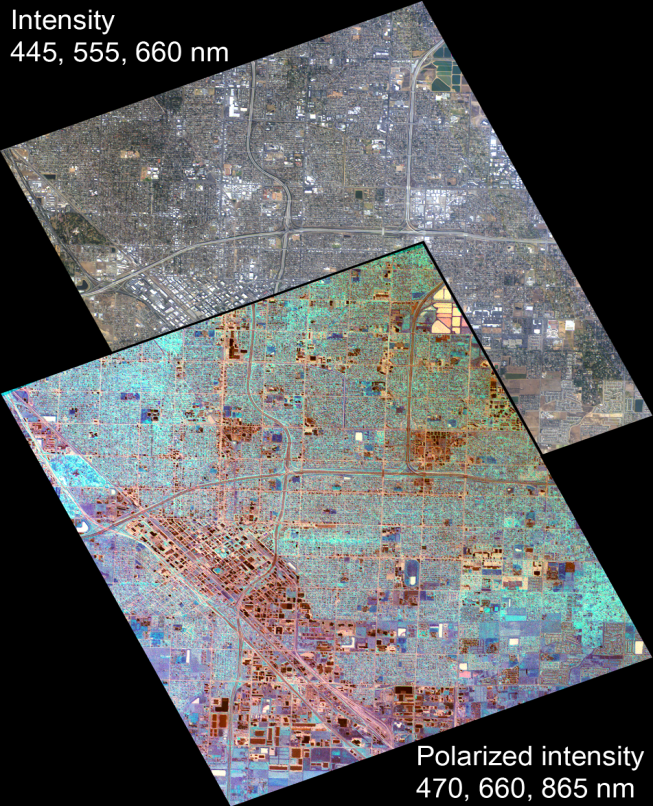 Intensity
445, 555, 660 nm
Polarized intensity
470, 660, 865 nm